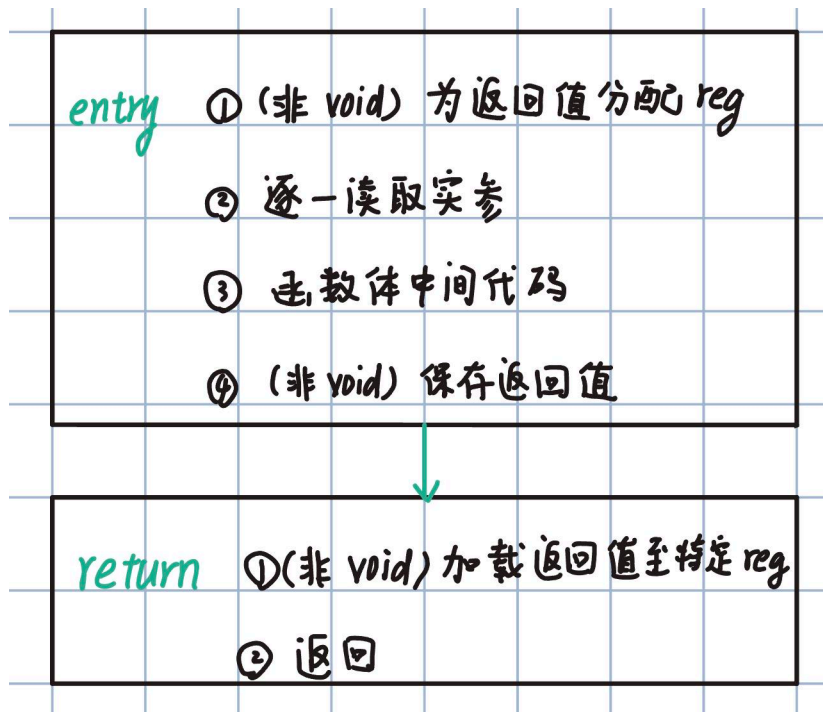 entry ① (非 void) 为返回值分配 reg
② 逐一读取实参
③ 函数体中间代码
④ (非 void) 保存返回值
return ①(非 void) 加载返回值至特定 reg
② 返回